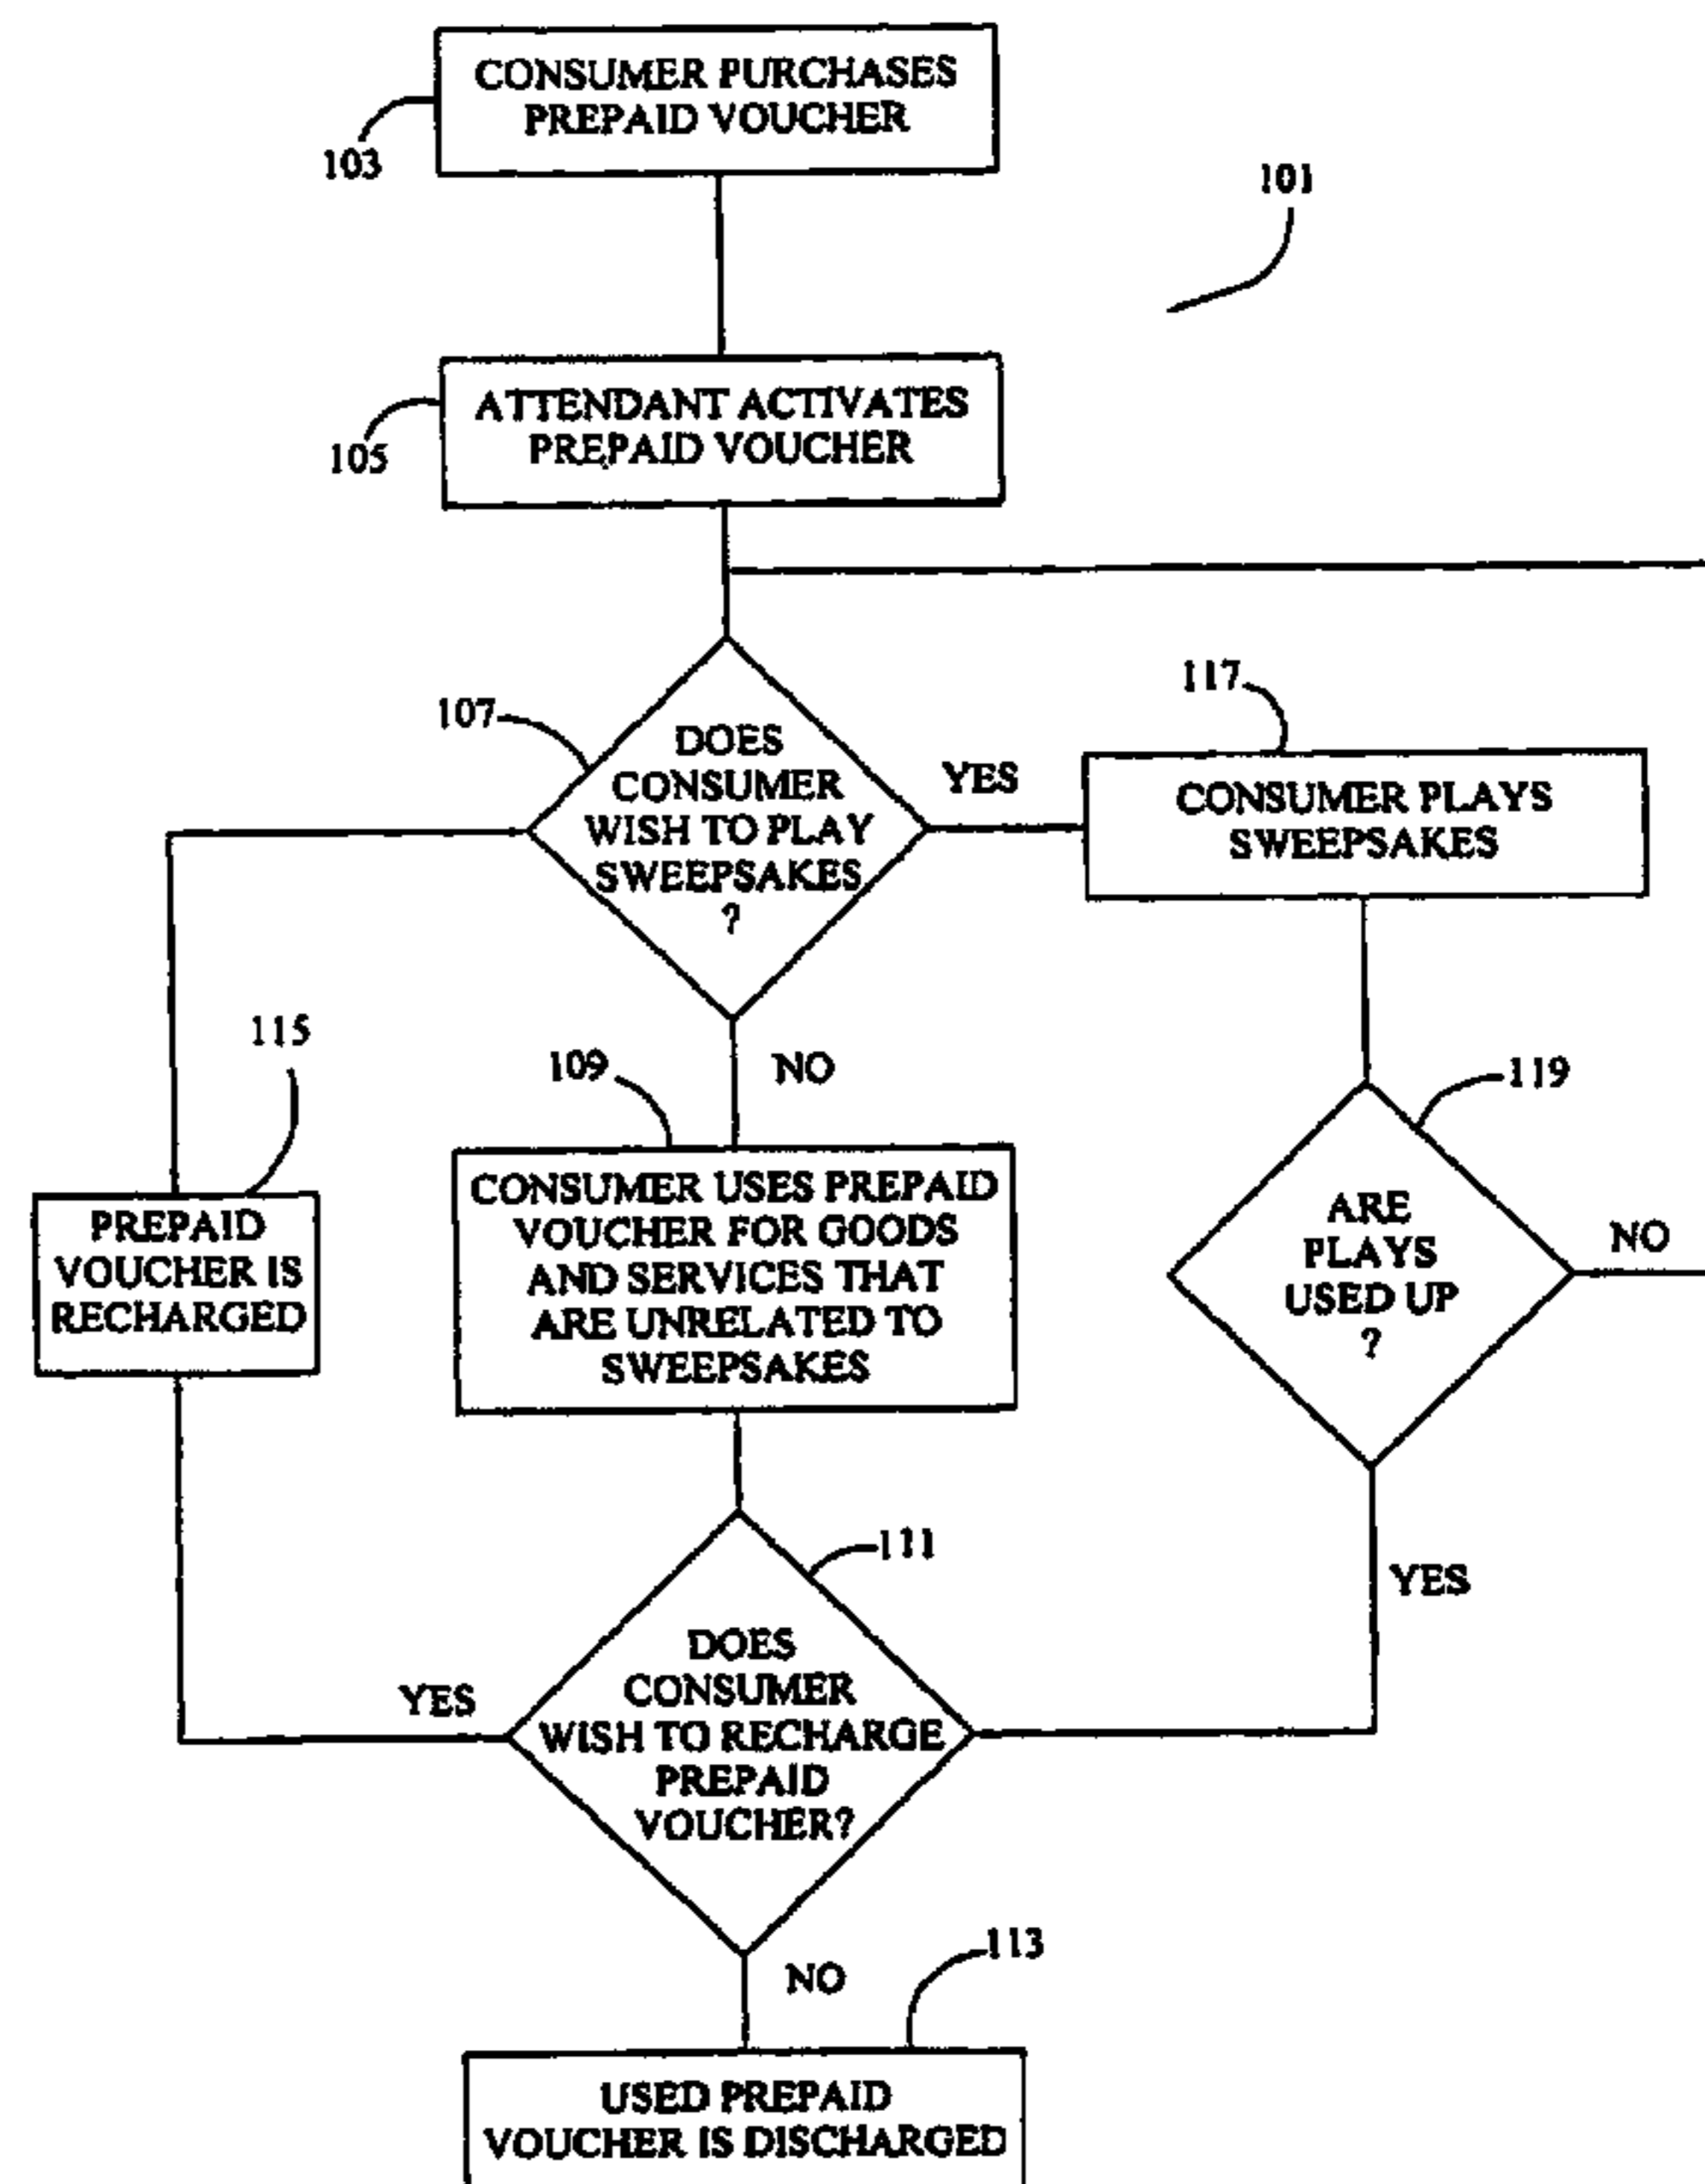 CONSUMER PURCHASES
PREPAID VOUCHER
103
101
ATTENDANT ACTIVATES
PREPAID VOUCHER
105
107
DOES
CONSUMER
WISH TO PLAY
SWEEPSAKES
?
YES
117
CONSUMER PLAYS
SWEEPSAKES
115
PREPAID
VOUCHER IS
RECHARGED
NO
109
CONSUMER USES PREPAID
VOUCHER FOR GOODS
AND SERVICES THAT
ARE UNRELATED TO
SWEEPSAKES
119
ARE
PLAYS
USED UP
?
NO
YES
111
DOES
CONSUMER
WISH TO RECHARGE
PREPAID
VOUCHER?
YES
NO
113
USED PREPAID
VOUCHER IS DISCHARGED